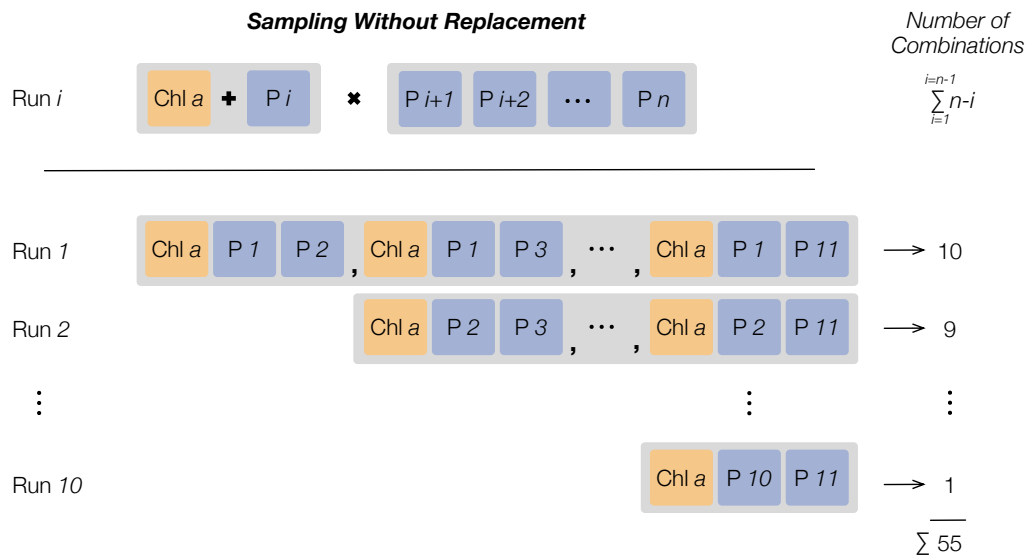 Sampling Without Replacement
Number of
Combinations
Run i
Chl a + P i × P i+1 P i+2 ••• P n
i=n-1
∑ n-i
i=1
Run 1
Chl a P 1 P 2 , Chl a P 1 P 3 , ••• , Chl a P 1 P 11 → 10
Run 2
Chl a P 2 P 3 , ••• , Chl a P 2 P 11 → 9
⋮ ⋮ ⋮
Run 10
Chl a P 10 P 11 → 1
∑ 55